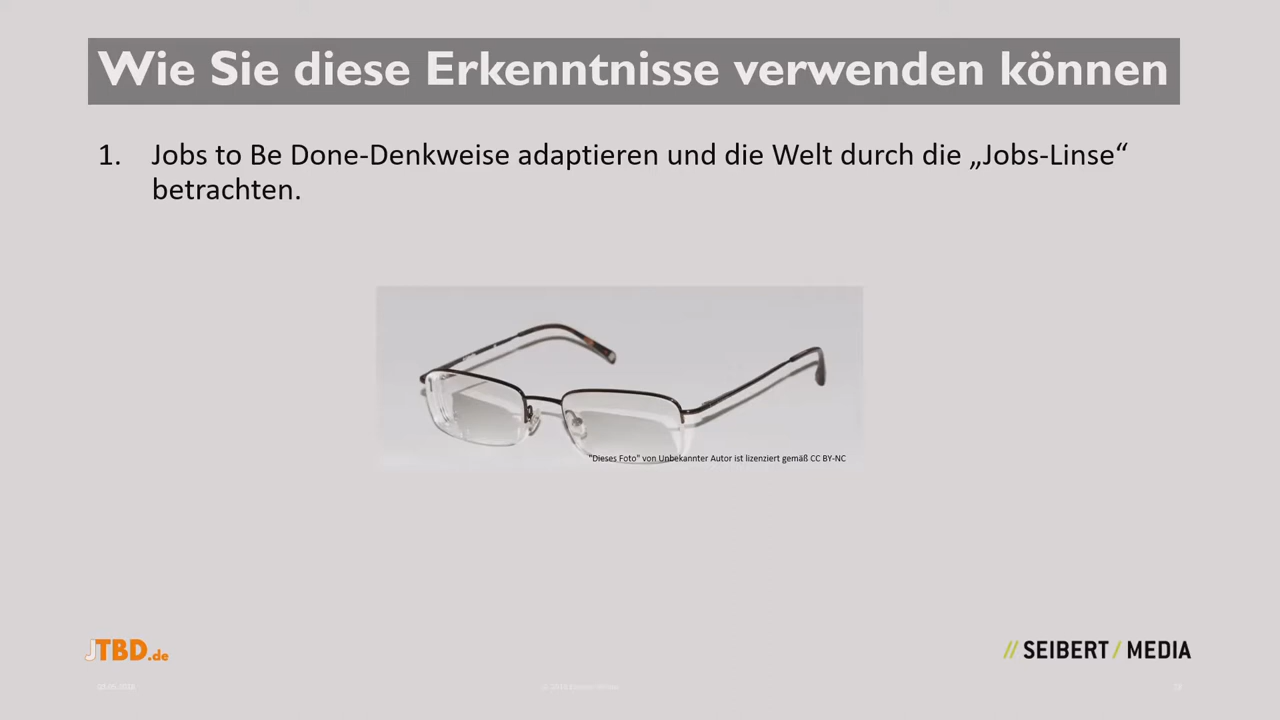 Wie Sie diese Erkenntnisse verwenden können
1. Jobs to Be Done-Denkweise adaptieren und die Welt durch die „Jobs-Linse“
betrachten.
"Dieses Foto" von Unbekannter Autor ist lizenziert gemäß CC BY-NC
JTBD.de
// SEIBERT / MEDIA